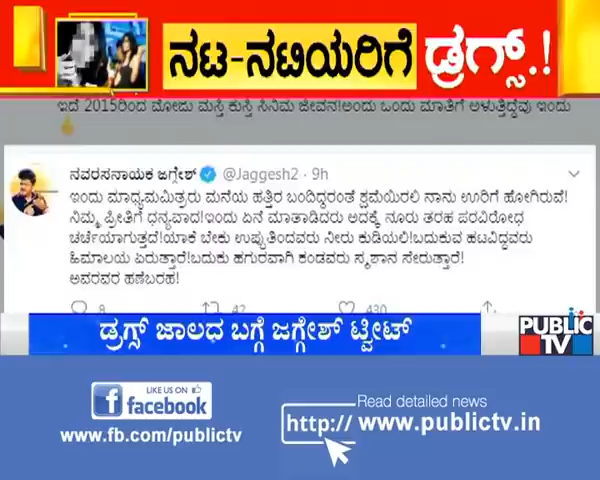 ನಟ-ನಟಿಯರಿಗೆ ಡ್ರಗ್ಸ್.!
ಇದೆ 2015ರಿಂದ ಮೋಜು ಮಸ್ತಿ ಕುಸ್ತಿ ಸಿನಿಮ ಜೀವನ!ಅಂದು ಒಂದು ಮಾತಿಗೆ ಅಳುತ್ತಿದ್ದವು ಇಂದು
ನವರಸನಾಯಕ ಜಗ್ಗೇಶ್ @Jaggesh2 · 9h
ಇಂದು ಮಾಧ್ಯಮಮಿತ್ರರು ಮನೆಯ ಹತ್ತಿರ ಬಂದಿದ್ದರಂತೆ ಕ್ಷಮೆಯಿರಲಿ ನಾನು ಊರಿಗೆ ಹೋಗಿರುವೆ!
ನಿಮ್ಮ ಪ್ರೀತಿಗೆ ಧನ್ಯವಾದ!ಇಂದು ಏನೆ ಮಾತಾಡಿದರು ಅದಕ್ಕೆ ನೂರು ತರಹ ಪರವಿರೋಧ
ಚರ್ಚೆಯಾಗುತ್ತದೆ!ಯಾಕೆ ಬೇಕು ಉಪ್ಪುತಿಂದವರು ನೀರು ಕುಡಿಯಲಿ!ಬದುಕುವ ಹಟವಿದ್ದವರು
ಹಿಮಾಲಯ ಏರುತ್ತಾರೆ!ಬದುಕು ಹಗುರವಾಗಿ ಕಂಡವರು ಸ್ಮಶಾನ ಸೇರುತ್ತಾರೆ!
ಅವರವರ ಹಣೆಬರಹ!
8 42 430
ಡ್ರಗ್ಸ್ ಜಾಲಧ ಬಗ್ಗೆ ಜಗ್ಗೇಶ್ ಟ್ವೀಟ್
PUBLIC
TV
LIKE US ON
facebook
www.fb.com/publictv
Read detailed news
http:// www.publictv.in